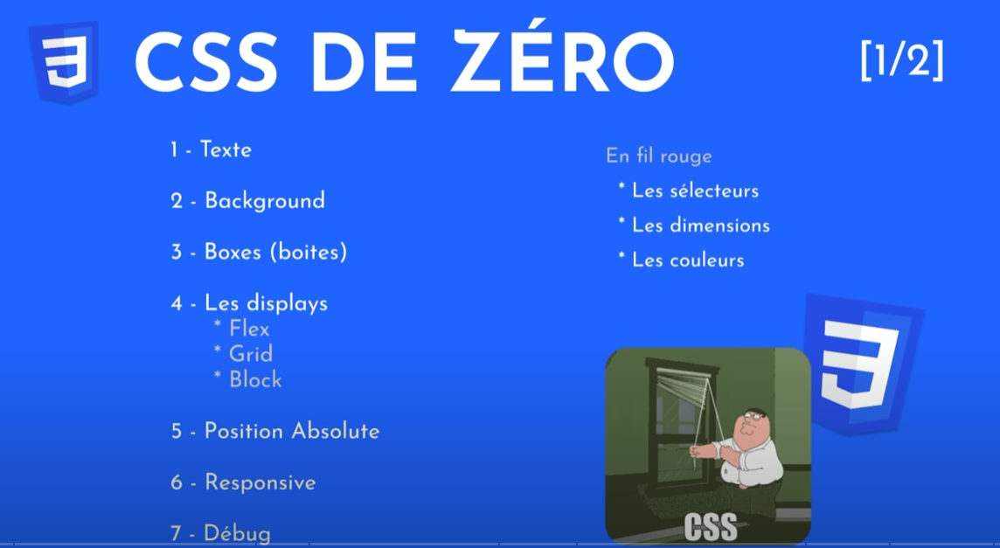 CSS DE ZÉRO
[1/2]
1 - Texte
2 - Background
3 - Boxes (boites)
4 - Les displays
* Flex
* Grid
* Block
5 - Position Absolute
6 - Responsive
7 - Débug
En fil rouge
* Les sélecteurs
* Les dimensions
* Les couleurs
CSS